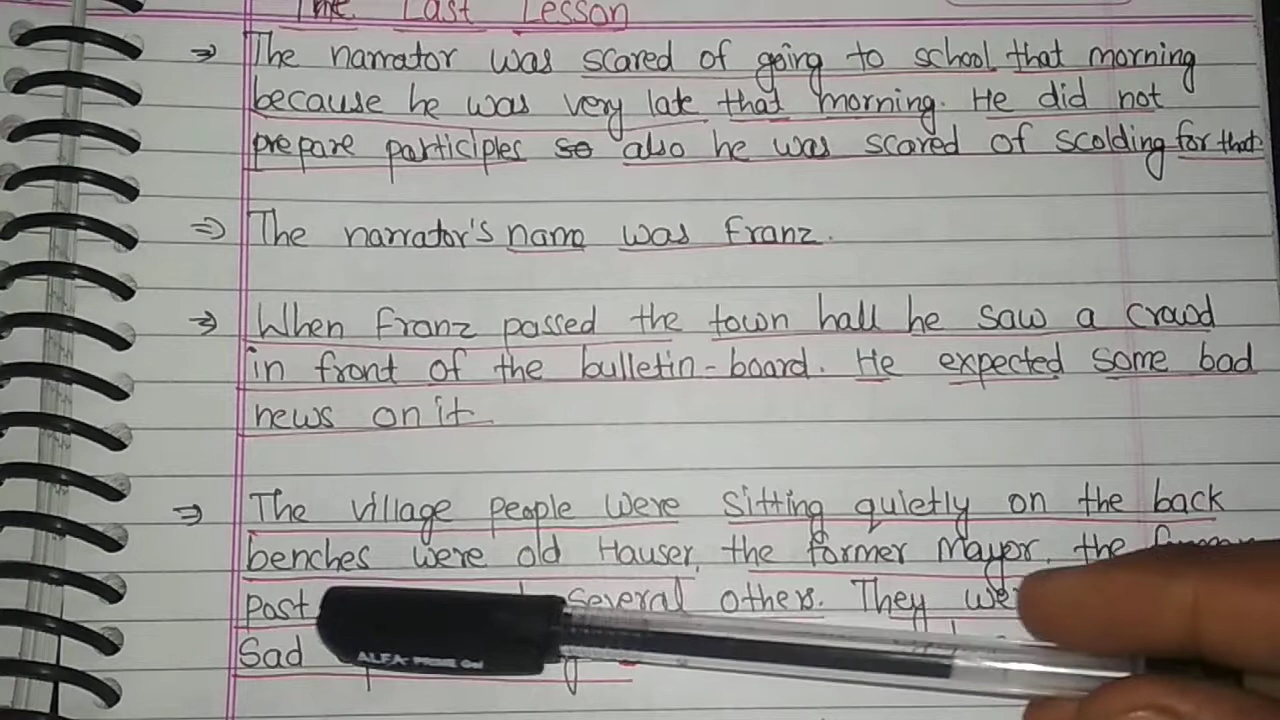 The Last Lesson
⇒ The narrator was scared of going to school that morning
because he was very late that morning. He did not
prepare participles so also he was scared of scolding for that.
⇒ The narrator's name was Franz.
⇒ When Franz passed the town hall he saw a crowd
in front of the bulletin-board. He expected some bad
news on it
⇒ The village people were sitting quietly on the back
benches were old Hauser, the former Mayor, the
Post several others. They
Sad
ALFA- PRIME Gel